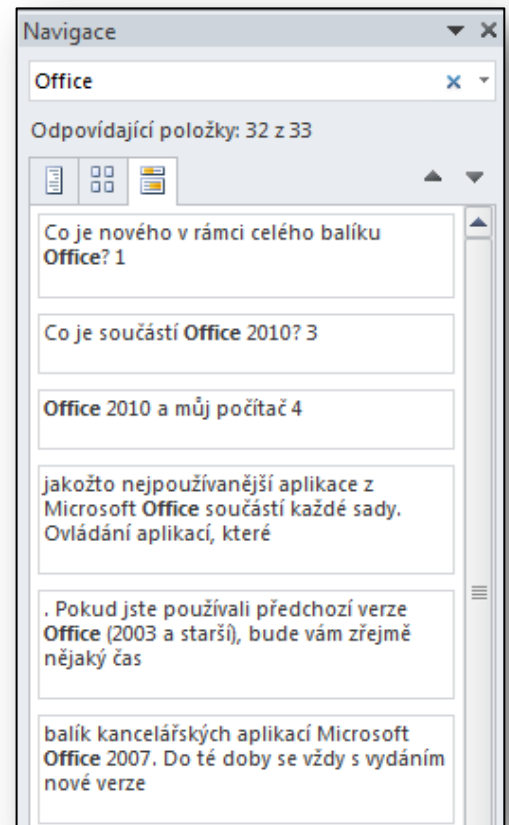 Navigace
Office
Odpovídající položky: 32 z 33
Co je nového v rámci celého balíku
Office? 1
Co je součástí Office 2010? 3
Office 2010 a můj počítač 4
jakožto nejpoužívanější aplikace z
Microsoft Office součástí každé sady.
Ovládání aplikací, které
. Pokud jste používali předchozí verze
Office (2003 a starší), bude vám zřejmě
nějaký čas
balík kancelářských aplikací Microsoft
Office 2007. Do té doby se vždy s vydáním
nové verze